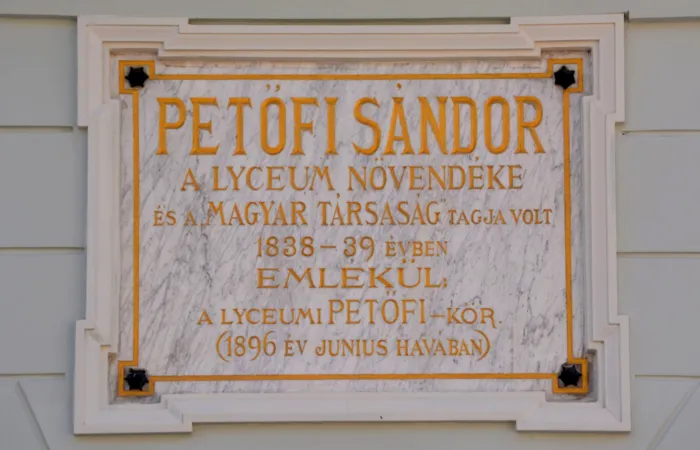 PETŐFI SÁNDOR
A LYCEUM NÖVENDÉKE
ÉS A „MAGYAR TÁRSASÁG" TAGJA VOLT
1838–39 ÉVBEN
EMLÉKÜL:
A LYCEUMI PETŐFI–KÖR.
(1896 ÉV JUNIUS HAVÁBAN)